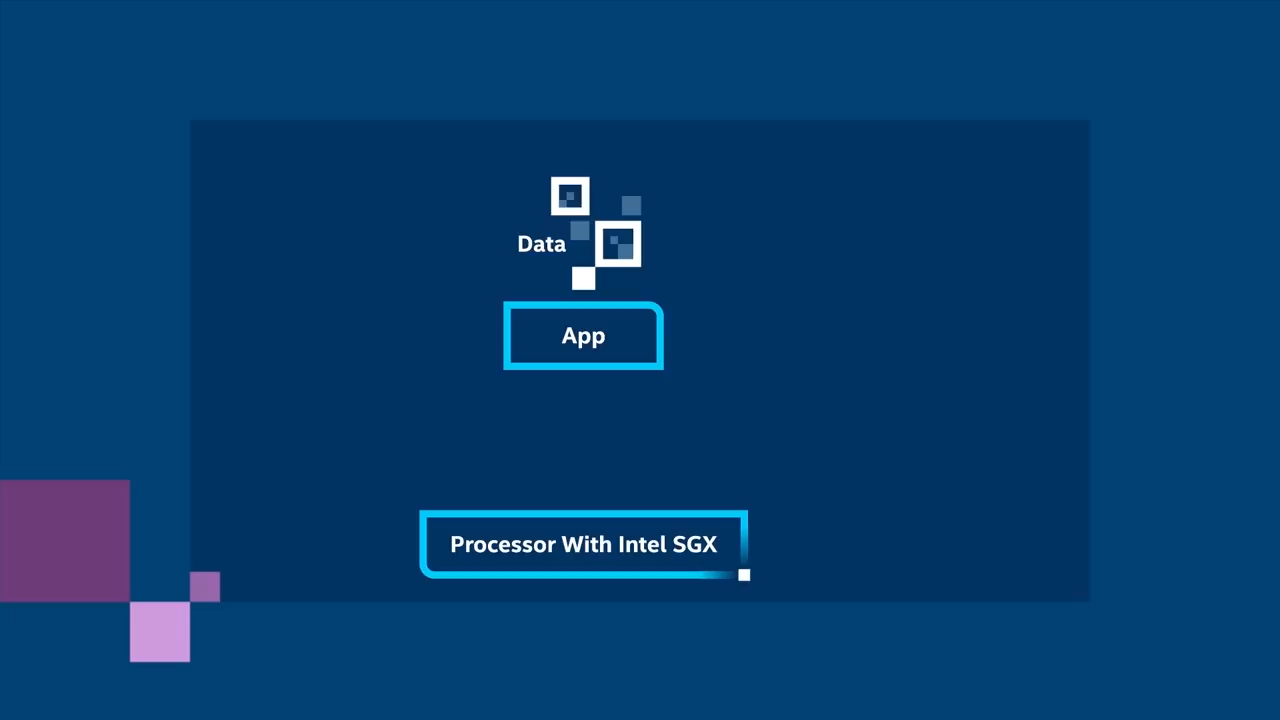 Data
App
Processor With Intel SGX